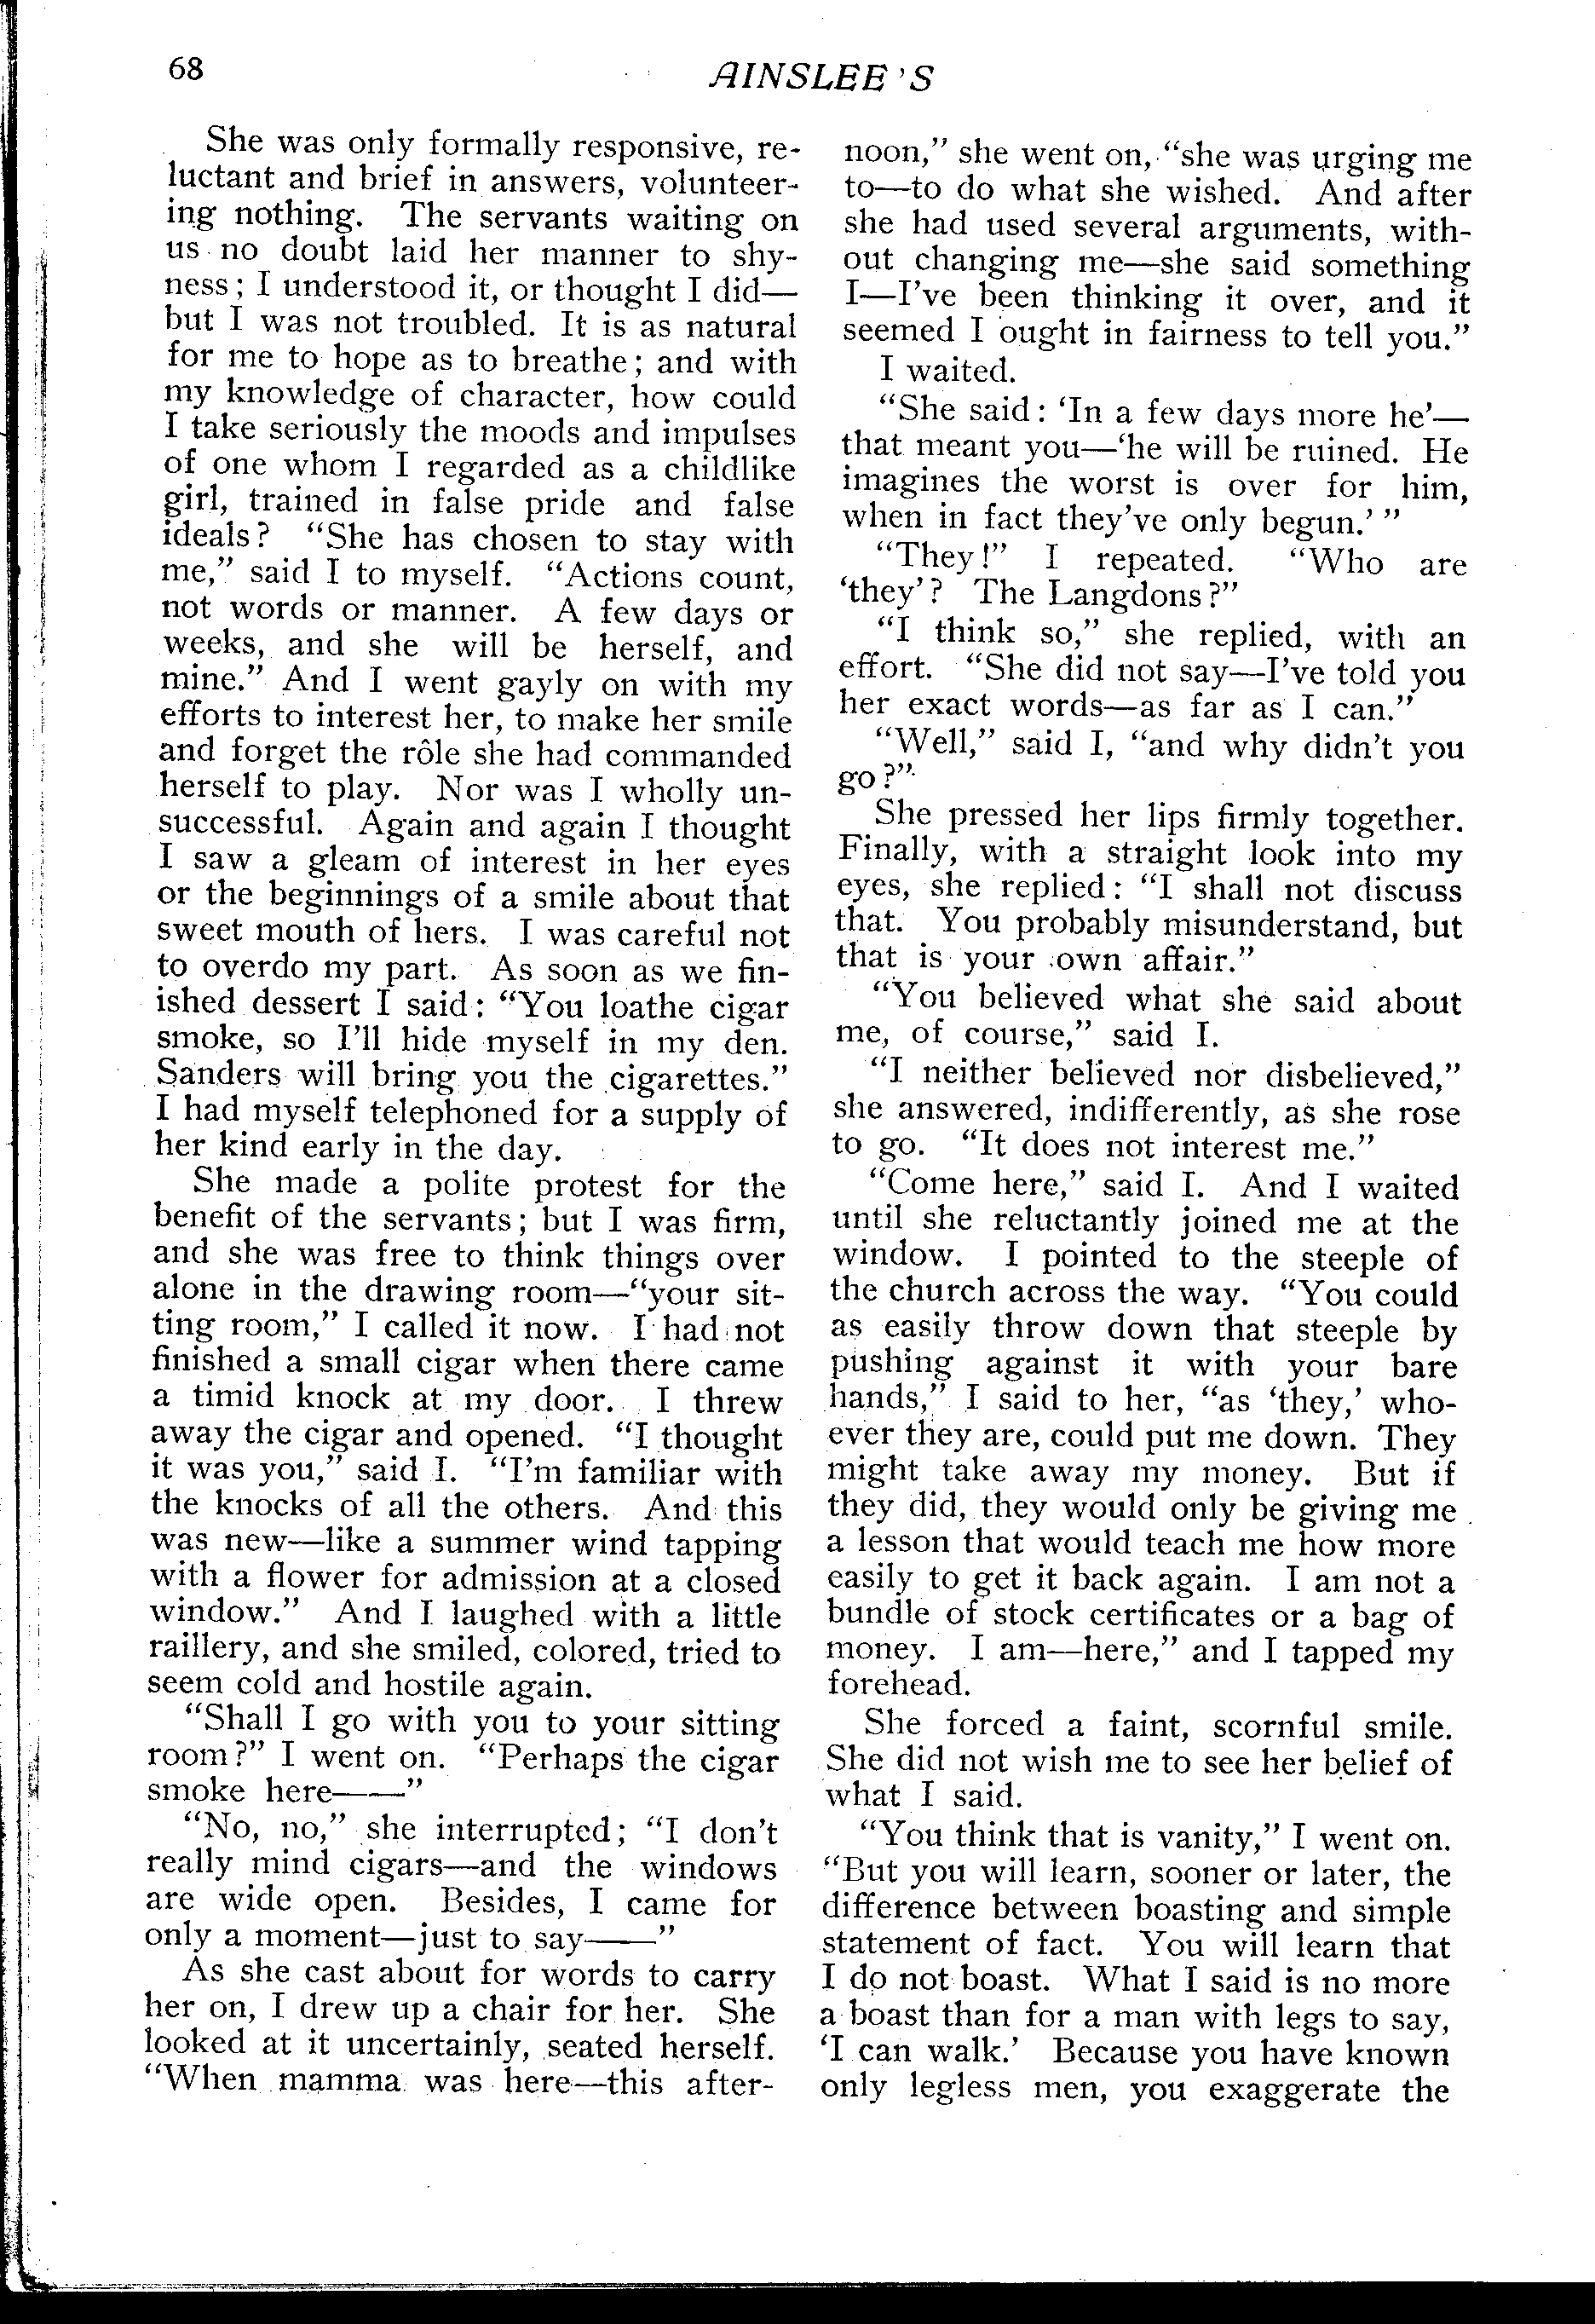 68
AINSLEE'S
She was only formally responsive, re-
luctant and brief in answers, volunteer-
ing nothing. The servants waiting on
us no doubt laid her manner to shy-
ness; I understood it, or thought I did—
but I was not troubled. It is as natural
for me to hope as to breathe; and with
my knowledge of character, how could
I take seriously the moods and impulses
of one whom I regarded as a childlike
girl, trained in false pride and false
ideals? "She has chosen to stay with
me," said I to myself. "Actions count,
not words or manner. A few days or
weeks, and she will be herself, and
mine." And I went gayly on with my
efforts to interest her, to make her smile
and forget the rôle she had commanded
herself to play. Nor was I wholly un-
successful. Again and again I thought
I saw a gleam of interest in her eyes
or the beginnings of a smile about that
sweet mouth of hers. I was careful not
to overdo my part. As soon as we fin-
ished dessert I said: "You loathe cigar
smoke, so I'll hide myself in my den.
Sanders will bring you the cigarettes."
I had myself telephoned for a supply of
her kind early in the day.
She made a polite protest for the
benefit of the servants; but I was firm,
and she was free to think things over
alone in the drawing room—"your sit-
ting room," I called it now. I had not
finished a small cigar when there came
a timid knock at my door. I threw
away the cigar and opened. "I thought
it was you," said I. "I'm familiar with
the knocks of all the others. And this
was new—like a summer wind tapping
with a flower for admission at a closed
window." And I laughed with a little
raillery, and she smiled, colored, tried to
seem cold and hostile again.
"Shall I go with you to your sitting
room?" I went on. "Perhaps the cigar
smoke here——"
"No, no," she interrupted; "I don't
really mind cigars—and the windows
are wide open. Besides, I came for
only a moment—just to say——"
As she cast about for words to carry
her on, I drew up a chair for her. She
looked at it uncertainly, seated herself.
"When mamma was here—this after-
noon," she went on, "she was urging me
to—to do what she wished. And after
she had used several arguments, with-
out changing me—she said something
I—I've been thinking it over, and it
seemed I ought in fairness to tell you."
I waited.
"She said: 'In a few days more he'—
that meant you—'he will be ruined. He
imagines the worst is over for him,
when in fact they've only begun.'"
"They!" I repeated. "Who are
'they'? The Langdons?"
"I think so," she replied, with an
effort. "She did not say—I've told you
her exact words—as far as I can."
"Well," said I, "and why didn't you
go?"
She pressed her lips firmly together.
Finally, with a straight look into my
eyes, she replied: "I shall not discuss
that. You probably misunderstand, but
that is your own affair."
"You believed what she said about
me, of course," said I.
"I neither believed nor disbelieved,"
she answered, indifferently, as she rose
to go. "It does not interest me."
"Come here," said I. And I waited
until she reluctantly joined me at the
window. I pointed to the steeple of
the church across the way. "You could
as easily throw down that steeple by
pushing against it with your bare
hands," I said to her, "as 'they,' who-
ever they are, could put me down. They
might take away my money. But if
they did, they would only be giving me
a lesson that would teach me how more
easily to get it back again. I am not a
bundle of stock certificates or a bag of
money. I am—here," and I tapped my
forehead.
She forced a faint, scornful smile.
She did not wish me to see her belief of
what I said.
"You think that is vanity," I went on.
"But you will learn, sooner or later, the
difference between boasting and simple
statement of fact. You will learn that
I do not boast. What I said is no more
a boast than for a man with legs to say,
'I can walk.' Because you have known
only legless men, you exaggerate the